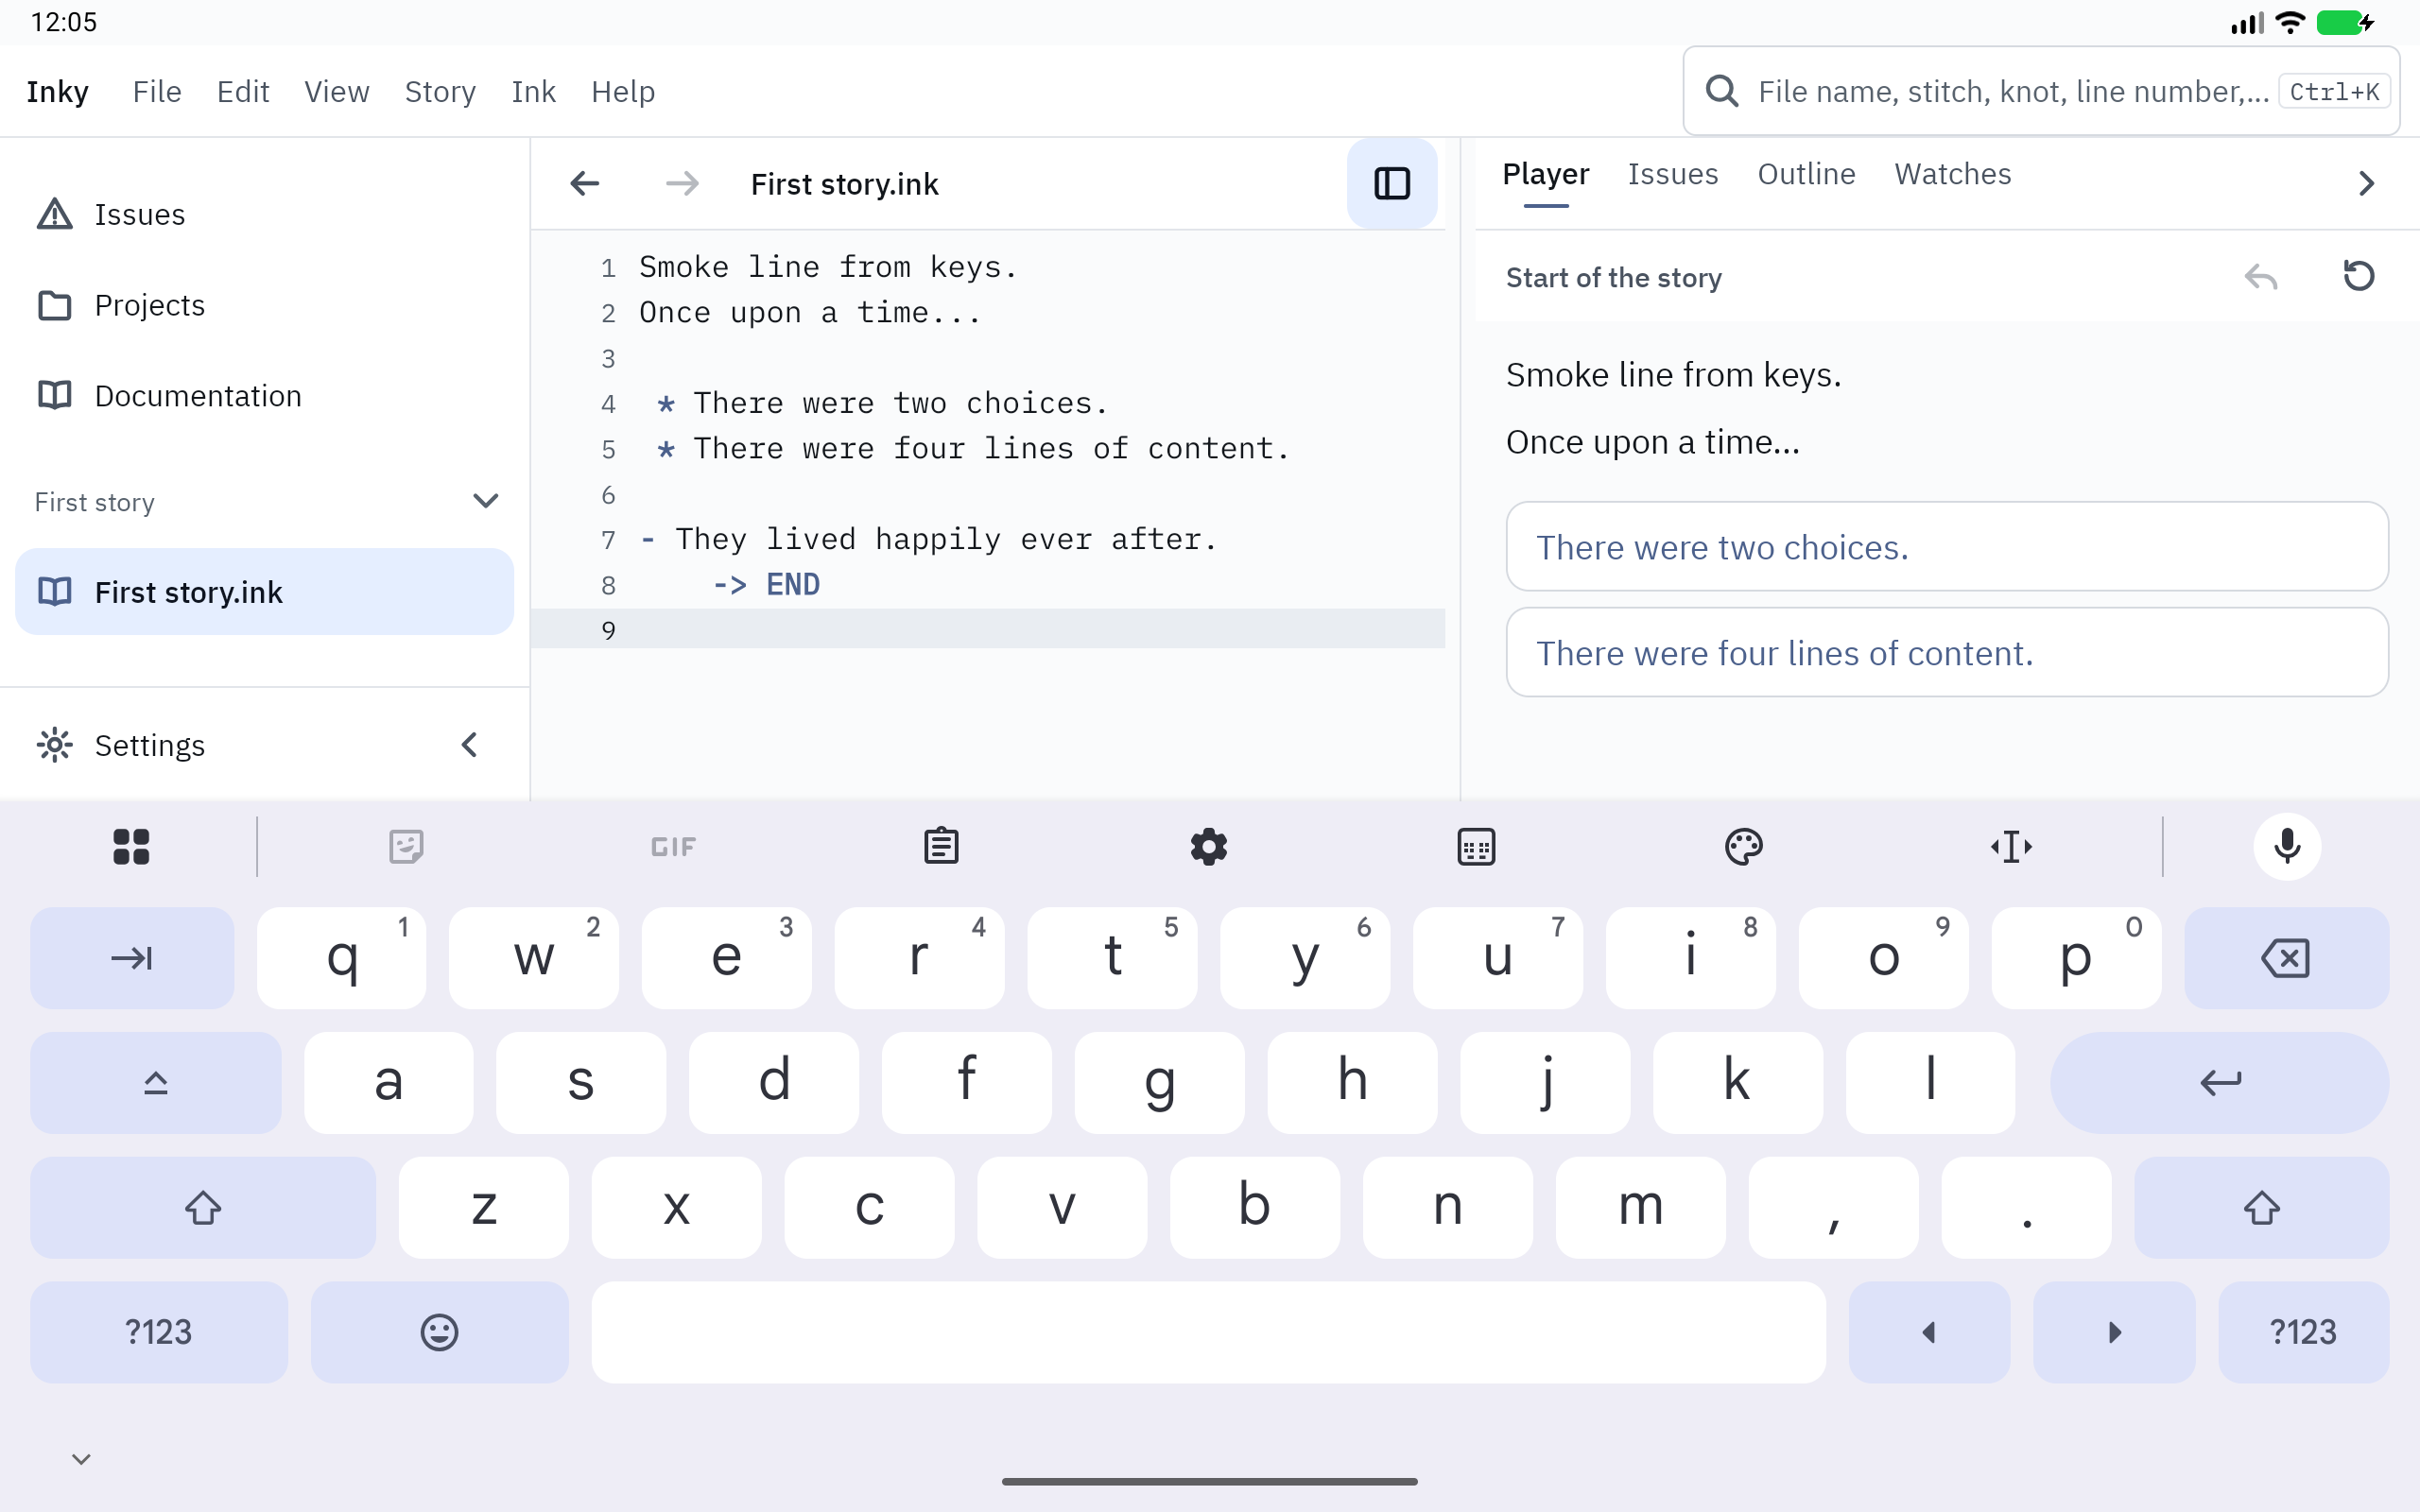 12:05
Inky File Edit View Story Ink Help
File name, stitch, knot, line number,... Ctrl+K
Issues
Projects
Documentation
First story
First story.ink
Settings
First story.ink
1 Smoke line from keys.
2 Once upon a time...
3
4 * There were two choices.
5 * There were four lines of content.
6
7 - They lived happily ever after.
8 -> END
9
Player Issues Outline Watches
Start of the story
Smoke line from keys.
Once upon a time...
There were two choices.
There were four lines of content.
GIF
q 1 w 2 e 3 r 4 t 5 y 6 u 7 i 8 o 9 p 0
a s d f g h j k l
z x c v b n m , .
?123 ?123